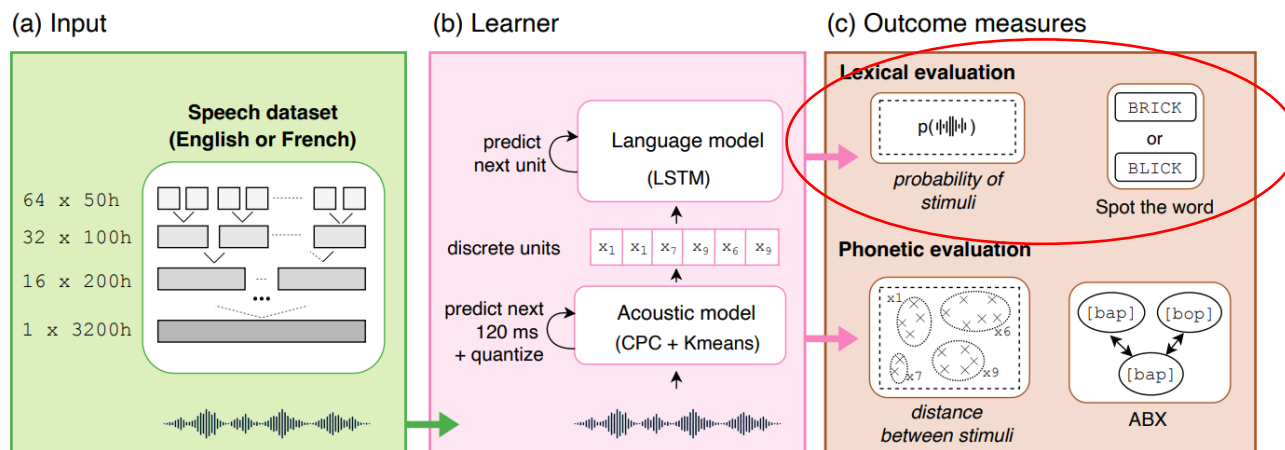 (a) Input
Speech dataset
(English or French)
64 x 50h
32 x 100h
16 x 200h
...
1 x 3200h
(b) Learner
predict
next unit
Language model
(LSTM)
discrete units
x1 x1 x7 x9 x6 x9
predict next
120 ms
+ quantize
Acoustic model
(CPC + Kmeans)
(c) Outcome measures
Lexical evaluation
p( )
probability of
stimuli
BRICK
or
BLICK
Spot the word
Phonetic evaluation
x1
x6
x7
x9
distance
between stimuli
[bap]
[bop]
[bap]
ABX